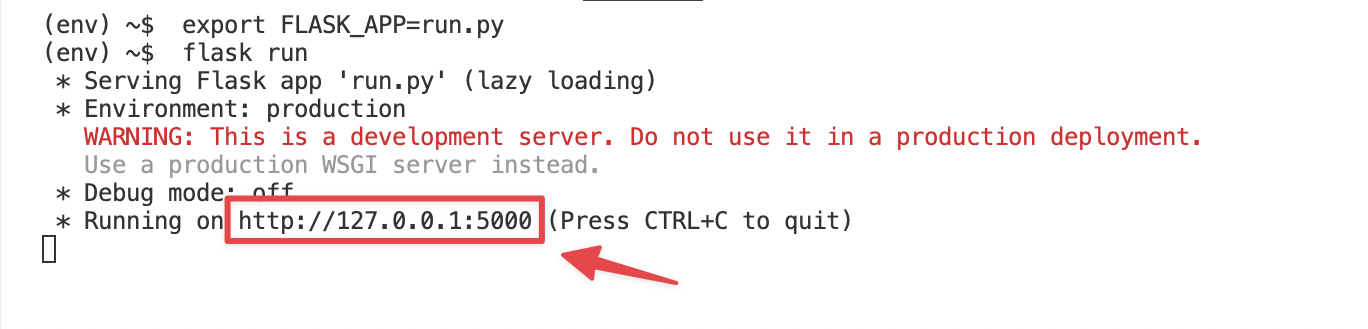 (env) ~$ export FLASK_APP=run.py
(env) ~$ flask run
* Serving Flask app 'run.py' (lazy loading)
* Environment: production
WARNING: This is a development server. Do not use it in a production deployment.
Use a production WSGI server instead.
* Debug mode: off
* Running on http://127.0.0.1:5000 (Press CTRL+C to quit)